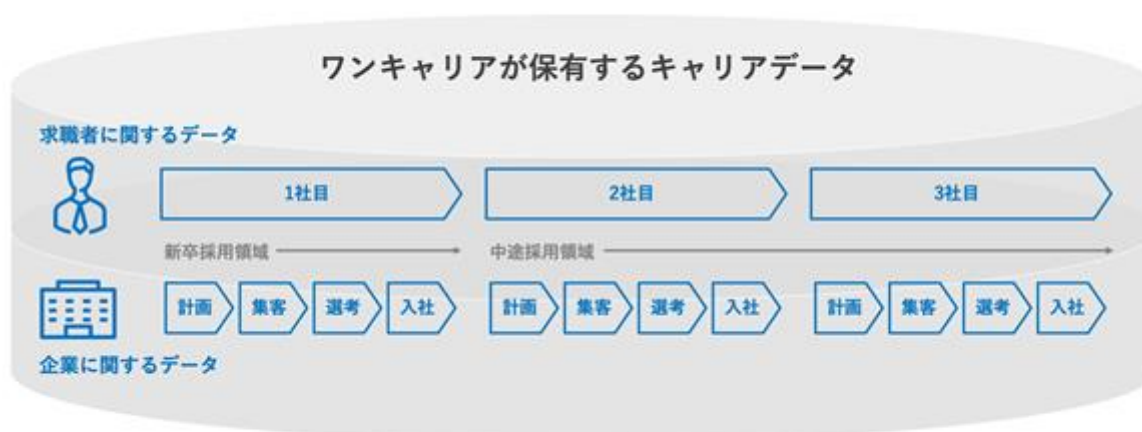 ワンキャリアが保有するキャリアデータ
求職者に関するデータ
1社目 2社目 3社目
新卒採用領域 中途採用領域
計画 集客 選考 入社 計画 集客 選考 入社 計画 集客 選考 入社
企業に関するデータ